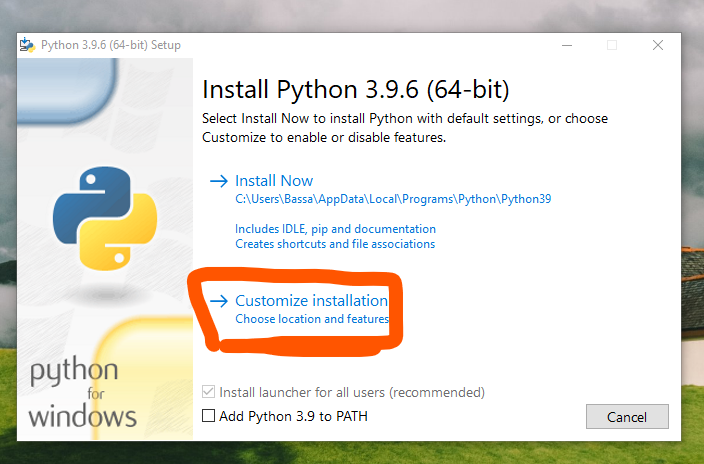 Python 3.9.6 (64-bit) Setup
Install Python 3.9.6 (64-bit)
Select Install Now to install Python with default settings, or choose
Customize to enable or disable features.
Install Now
C:\Users\Bassa\AppData\Local\Programs\Python\Python39
Includes IDLE, pip and documentation
Creates shortcuts and file associations
Customize installation
Choose location and features
python
for
windows
Install launcher for all users (recommended)
Add Python 3.9 to PATH
Cancel